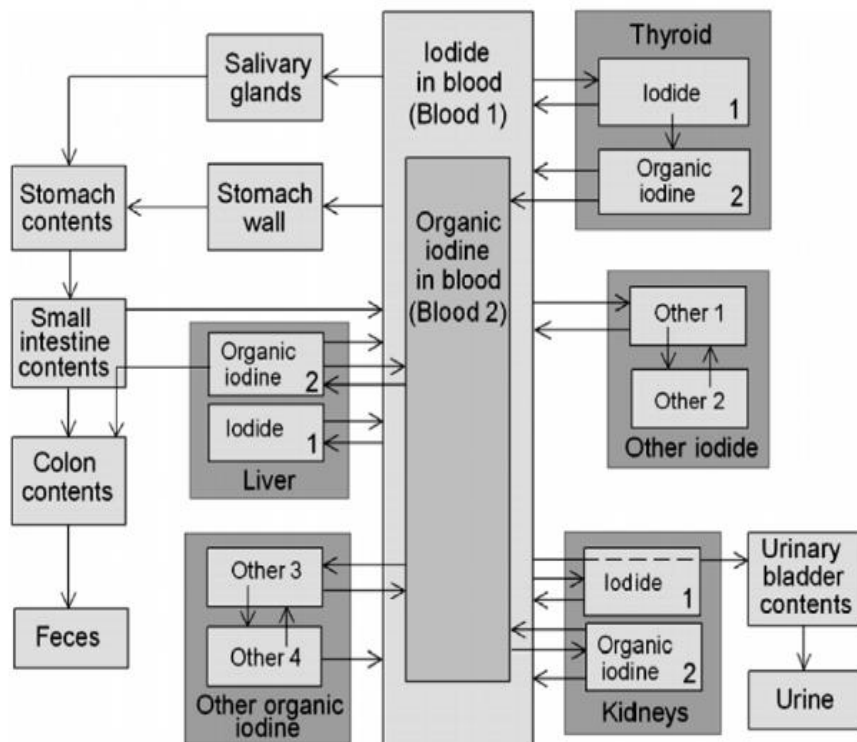 Salivary
glands
Iodide
in blood
(Blood 1)
Thyroid
Iodide
1
Organic
iodine
2
Stomach
contents
Stomach
wall
Organic
iodine
in blood
(Blood 2)
Small
intestine
contents
Organic
iodine
2
Iodide
1
Liver
Other 1
Other 2
Other iodide
Colon
contents
Feces
Other 3
Other 4
Other organic
iodine
Iodide
1
Organic
iodine
2
Kidneys
Urinary
bladder
contents
Urine